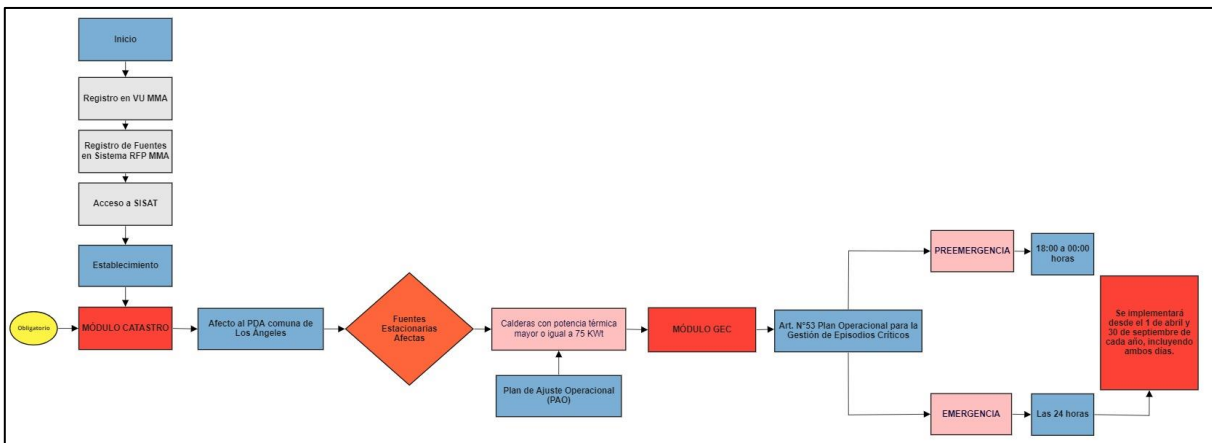 Inicio
Registro en VU MMA
Registro de Fuentes
en Sistema RFP MMA
Acceso a SISAT
Establecimiento
Obligatorio
MÓDULO CATASTRO
Afecto al PDA comuna de
Los Ángeles
Fuentes
Estacionarias
Afectas
Calderas con potencia térmica
mayor o igual a 75 KWt
Plan de Ajuste Operacional
(PAO)
MÓDULO GEC
Art. N°53 Plan Operacional para la
Gestión de Episodios Críticos
PREEMERGENCIA
18:00 a 00:00
horas
EMERGENCIA
Las 24 horas
Se implementará
desde el 1 de abril y
30 de septiembre de
cada año, incluyendo
ambos días.